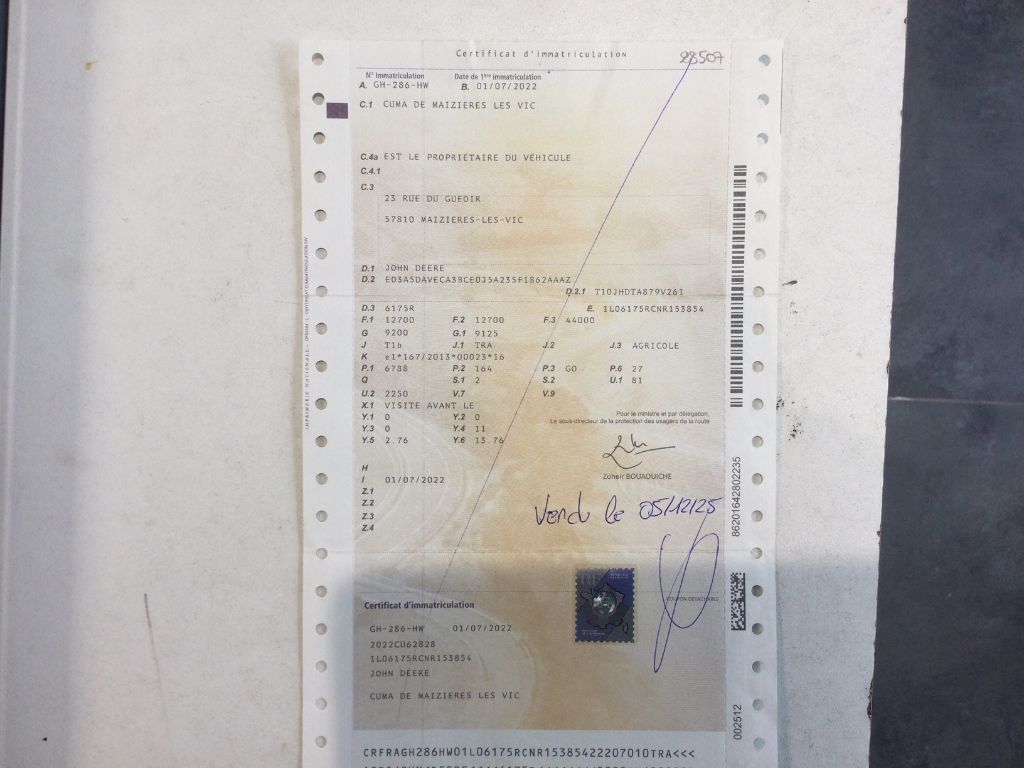 Certificat d'immatriculation
23507
N° Immatriculation Date de 1ère immatriculation
A. GH-286-HW B. 01/07/2022
C.1 CUMA DE MAIZIERES LES VIC
C.4a EST LE PROPRIÉTAIRE DU VÉHICULE
C.4.1
C.3
23 RUE DU GUEOIR
57810 MAIZIERES-LES-VIC
D.1 JOHN DEERE
D.2 E03A5DAVECA38CE0J5A235F1862AAAZ
D.2.1 T10JHDTA879V261
D.3 6175R E. 1L06175RCNR153854
F.1 12700 F.2 12700 F.3 44000
G 9200 G.1 9125
J T1b J.1 TRA J.2 J.3 AGRICOLE
K e1*167/2013*00023*16
P.1 6788 P.2 164 P.3 GO P.6 27
Q S.1 2 S.2 U.1 81
U.2 2250 V.7 V.9
X.1 VISITE AVANT LE
Y.1 0 Y.2 0
Y.3 0 Y.4 11
Y.5 2.76 Y.6 13.76
Pour le ministre et par délégation,
Le sous-directeur de la protection des usagers de la route
Zoheir BOUAOUICHE
H
I 01/07/2022
Z.1
Z.2
Z.3
Z.4
Vendu le 05/12/25
86201642802235
COUPON DÉTACHABLE
Certificat d'immatriculation
GH-286-HW 01/07/2022
2022CU62828
1L06175RCNR153854
JOHN DEERE
CUMA DE MAIZIERES LES VIC
002512
CRFRAGH286HW01L06175RCNR15385422207010TRA<<<